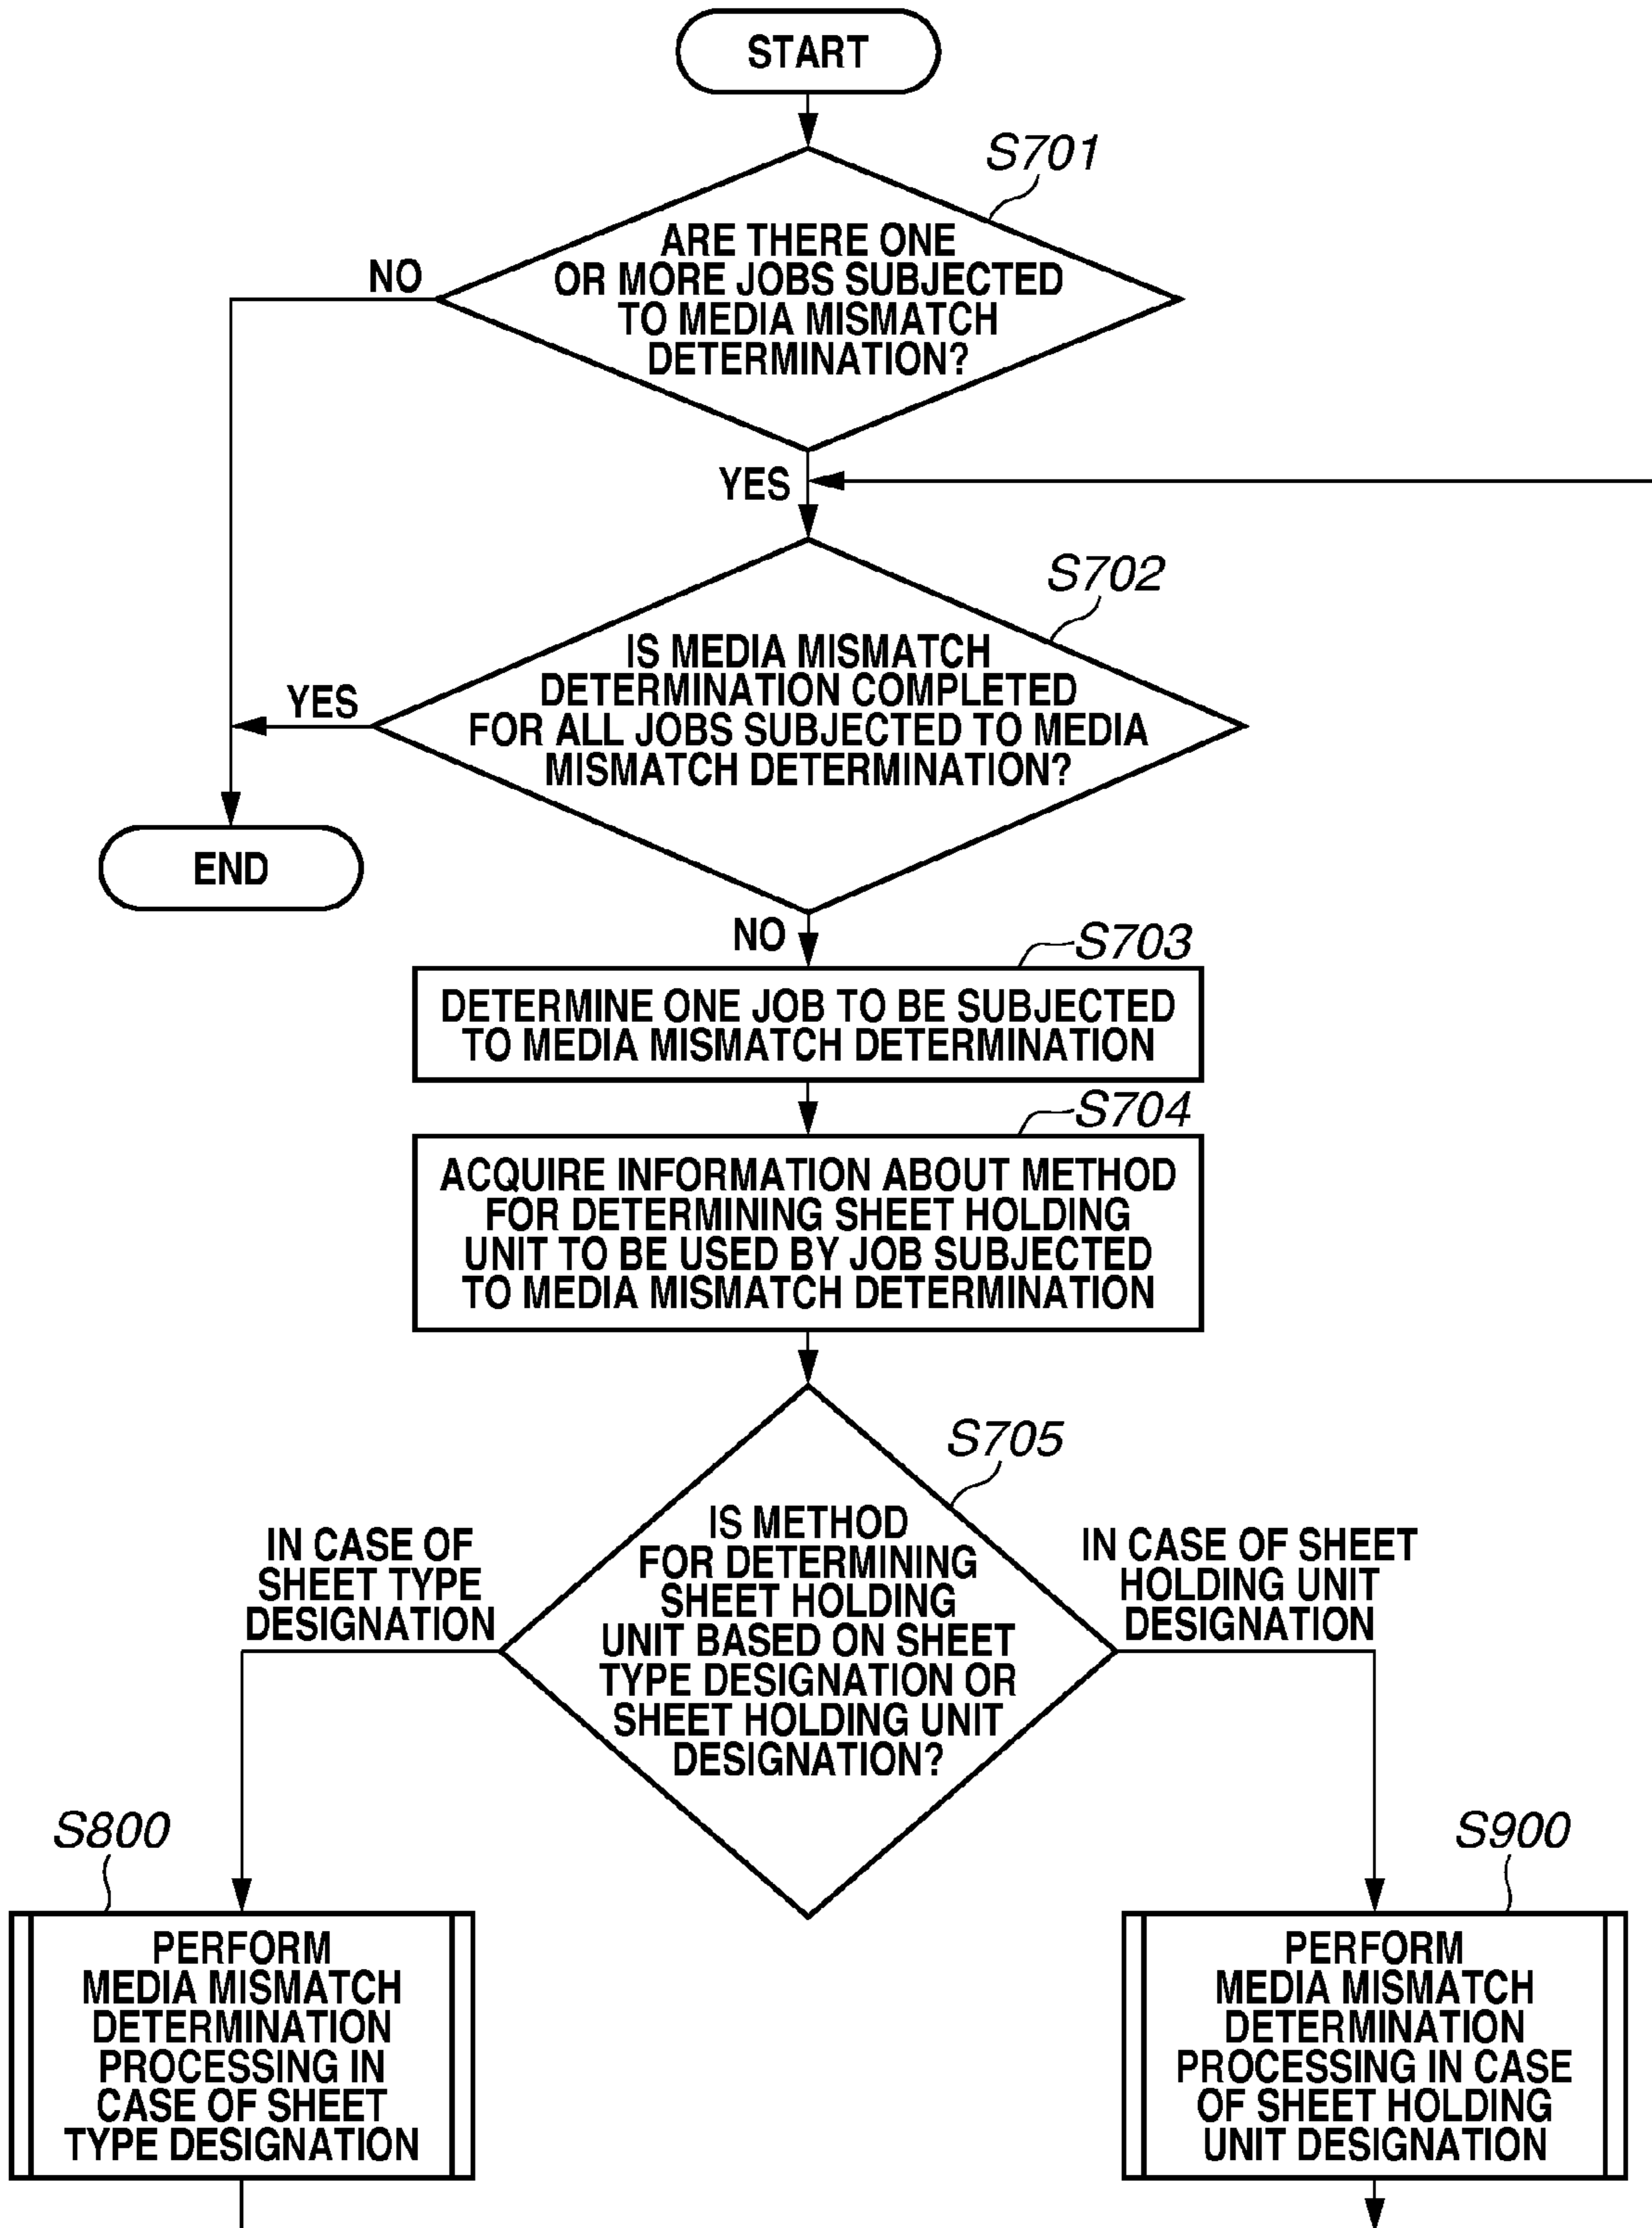 START
S701
ARE THERE ONE
OR MORE JOBS SUBJECTED
TO MEDIA MISMATCH
DETERMINATION?
NO
YES
S702
IS MEDIA MISMATCH
DETERMINATION COMPLETED
FOR ALL JOBS SUBJECTED TO MEDIA
MISMATCH DETERMINATION?
YES
END
NO
S703
DETERMINE ONE JOB TO BE SUBJECTED
TO MEDIA MISMATCH DETERMINATION
S704
ACQUIRE INFORMATION ABOUT METHOD
FOR DETERMINING SHEET HOLDING
UNIT TO BE USED BY JOB SUBJECTED
TO MEDIA MISMATCH DETERMINATION
S705
IS METHOD
FOR DETERMINING
SHEET HOLDING
UNIT BASED ON SHEET
TYPE DESIGNATION OR
SHEET HOLDING UNIT
DESIGNATION?
IN CASE OF
SHEET TYPE
DESIGNATION
IN CASE OF SHEET
HOLDING UNIT
DESIGNATION
S800
PERFORM
MEDIA MISMATCH
DETERMINATION
PROCESSING IN
CASE OF SHEET
TYPE DESIGNATION
S900
PERFORM
MEDIA MISMATCH
DETERMINATION
PROCESSING IN CASE
OF SHEET HOLDING
UNIT DESIGNATION